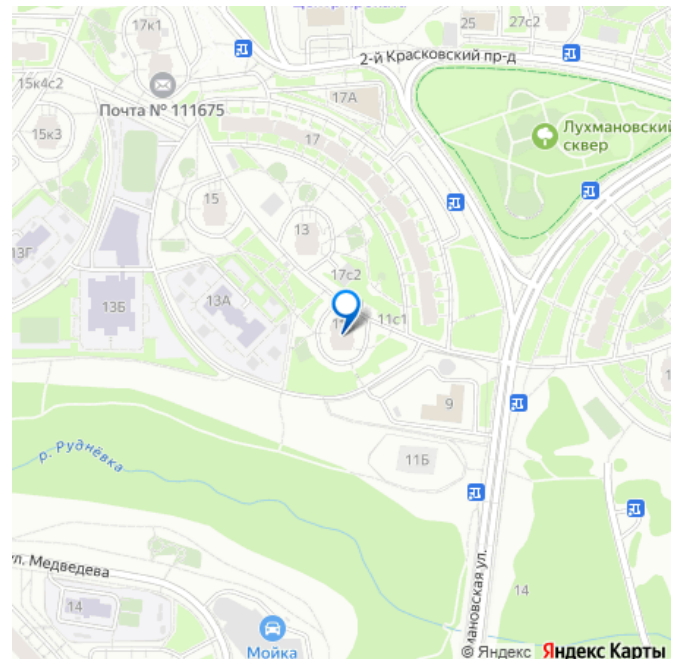 17к1
25
27с2
2-й Красковский пр-д
15к4с2
Почта № 111675
17А
15к3
17
Лухмановский
сквер
15
13
13Г
17с2
13А
13Б
11с1
9
р. Руднёвка
11Б
ул. Медведева
14
14
Мойка
© Яндекс Яндекс Карты